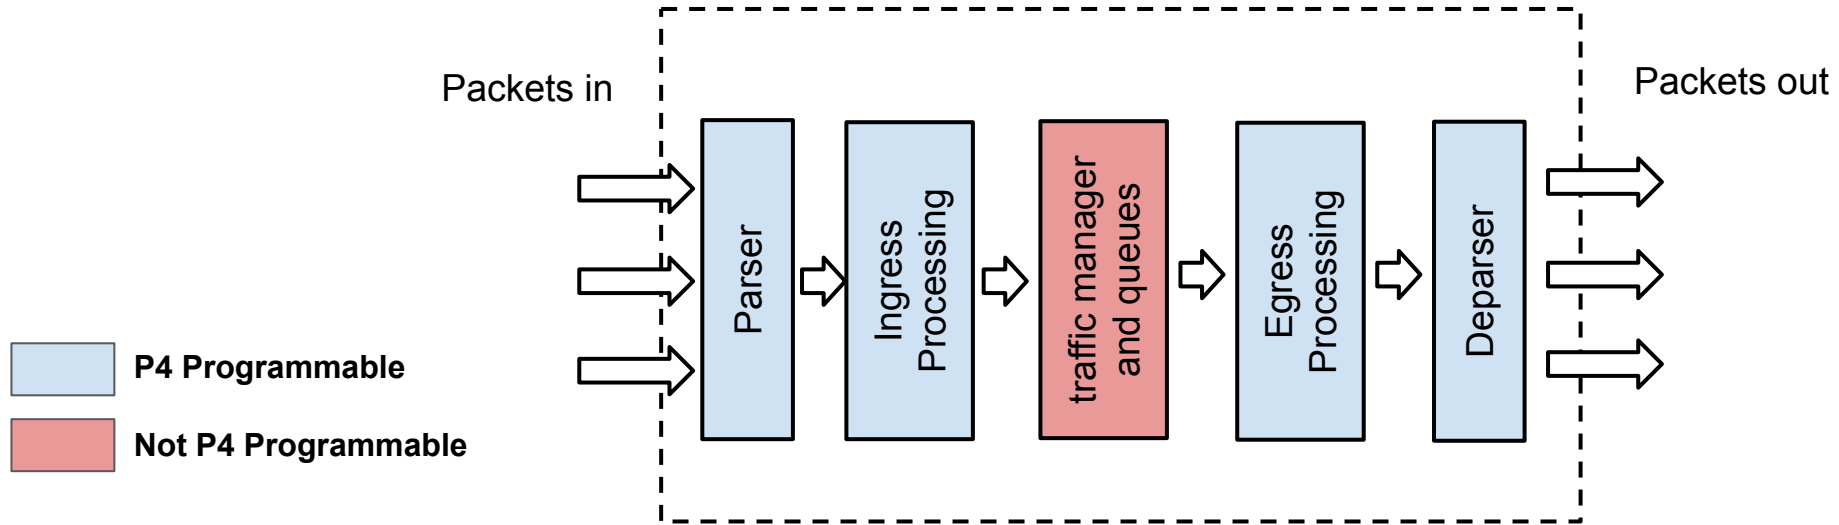 Packets in
Packets out
Parser
Ingress
Processing
traffic manager
and queues
Egress
Processing
Deparser
P4 Programmable
Not P4 Programmable